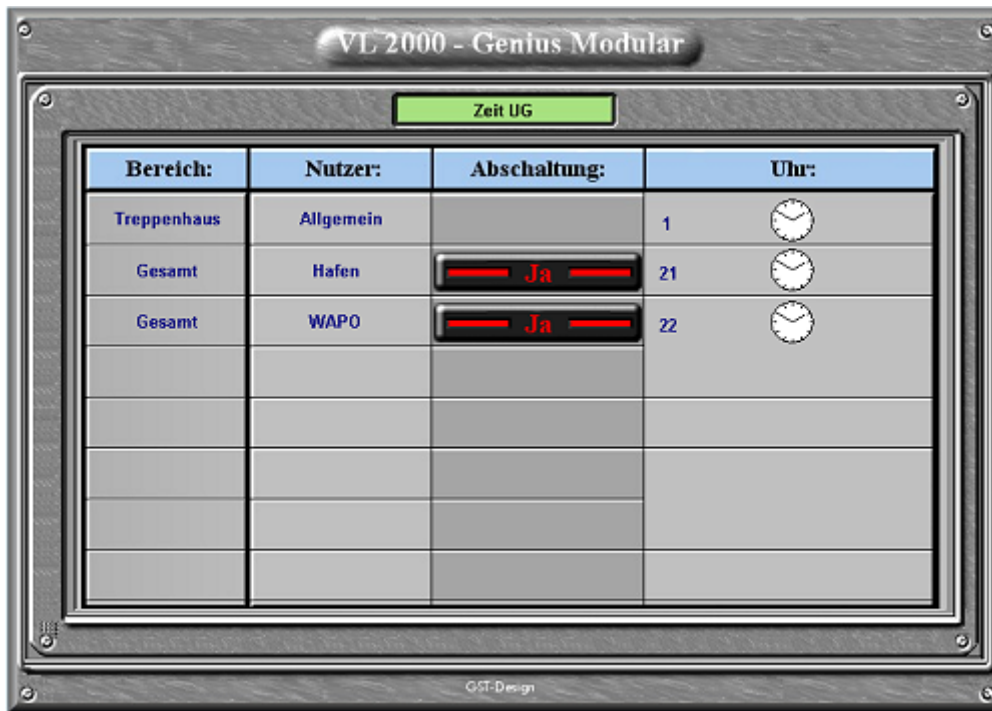 VL 2000 - Genius Modular
Zeit UG
Bereich: Nutzer: Abschaltung: Uhr:
Treppenhaus Allgemein 1
Gesamt Hafen Ja 21
Gesamt WAPO Ja 22
GST-Design